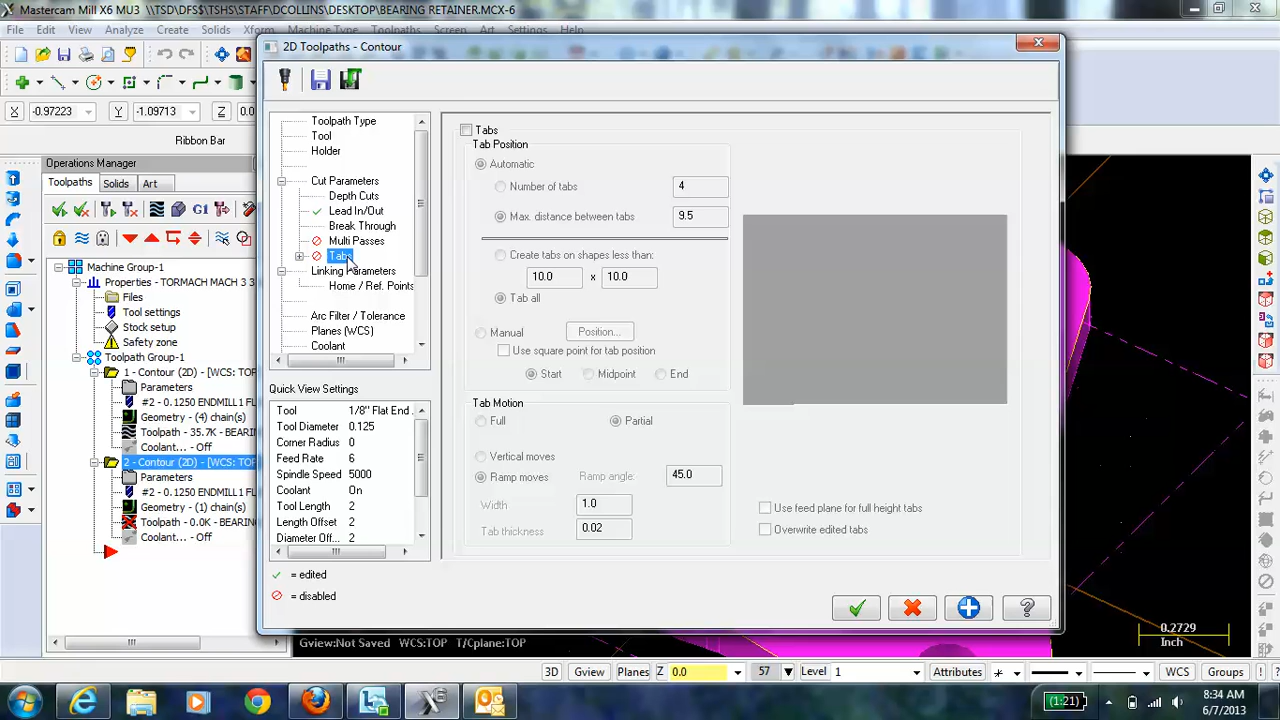 Mastercam Mill X6 MU3 \\TSD\DFS$\TSHS\STAFF\DCOLLINS\DESKTOP\BEARING RETAINER.MCX-6
File Edit View Analyze Create Solids Xform Machine Type Toolpaths Screen Art Settings Help
2D Toolpaths - Contour
X -0.97223 Y -1.09713 Z 0.0
Ribbon Bar
Operations Manager
Toolpaths Solids Art
G1
Machine Group-1
Properties - TORMACH MACH 3 3
Files
Tool settings
Stock setup
Safety zone
Toolpath Group-1
1 - Contour (2D) - [WCS: TOP
Parameters
#2 - 0.1250 ENDMILL1 FL
Geometry - (4) chain(s)
Toolpath - 35.7K - BEARIN
Coolant... - Off
2 - Contour (2D) - [WCS: TOP
Parameters
#2 - 0.1250 ENDMILL1 FL
Geometry - (1) chain(s)
Toolpath - 0.0K - BEARING
Coolant... - Off
Toolpath Type
Tool
Holder
Cut Parameters
Depth Cuts
Lead In/Out
Break Through
Multi Passes
Tabs
Linking Parameters
Home / Ref. Points
Arc Filter / Tolerance
Planes (WCS)
Coolant
Quick View Settings
Tool 1/8" Flat End .
Tool Diameter 0.125
Corner Radius 0
Feed Rate 6
Spindle Speed 5000
Coolant On
Tool Length 2
Length Offset 2
Diameter Off... 2
= edited
= disabled
Tabs
Tab Position
Automatic
Number of tabs 4
Max. distance between tabs 9.5
Create tabs on shapes less than:
10.0 x 10.0
Tab all
Manual Position...
Use square point for tab position
Start Midpoint End
Tab Motion
Full Partial
Vertical moves
Ramp moves Ramp angle: 45.0
Width 1.0
Tab thickness 0.02
Use feed plane for full height tabs
Overwrite edited tabs
0.2729
Inch
Gview:Not Saved WCS:TOP T/Cplane:TOP
3D Gview Planes Z 0.0 57 Level 1 Attributes WCS Groups
(1:21)
8:34 AM
6/7/2013